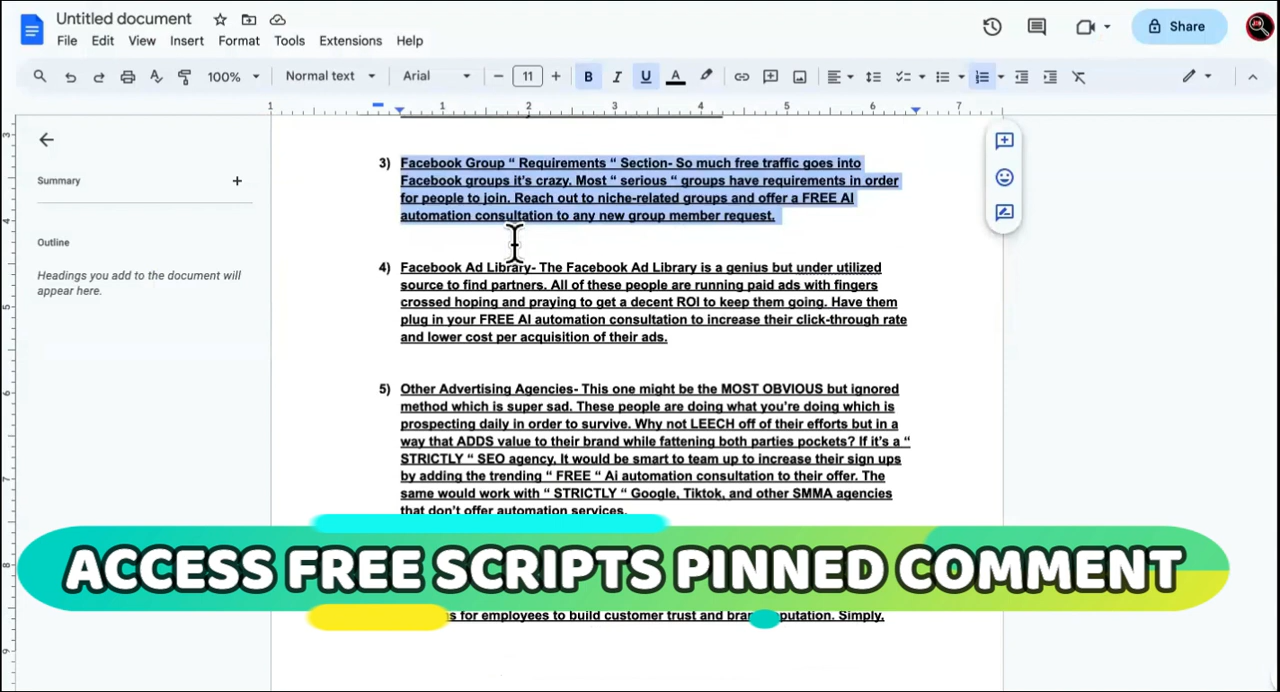 Untitled document
File Edit View Insert Format Tools Extensions Help
Share
100% Normal text Arial 11 B I U A
1 1 2 3 4 5 6 7
3) Facebook Group “ Requirements “ Section- So much free traffic goes into
Facebook groups it’s crazy. Most “ serious “ groups have requirements in order
for people to join. Reach out to niche-related groups and offer a FREE AI
automation consultation to any new group member request.
Summary
Outline
Headings you add to the document will
appear here.
4) Facebook Ad Library- The Facebook Ad Library is a genius but under utilized
source to find partners. All of these people are running paid ads with fingers
crossed hoping and praying to get a decent ROI to keep them going. Have them
plug in your FREE AI automation consultation to increase their click-through rate
and lower cost per acquisition of their ads.
5) Other Advertising Agencies- This one might be the MOST OBVIOUS but ignored
method which is super sad. These people are doing what you’re doing which is
prospecting daily in order to survive. Why not LEECH off of their efforts but in a
way that ADDS value to their brand while fattening both parties pockets? If it’s a “
STRICTLY “ SEO agency, It would be smart to team up to increase their sign ups
by adding the trending “ FREE “ Ai automation consultation to their offer. The
same would work with “ STRICTLY “ Google, Tiktok, and other SMMA agencies
that don’t offer automation services.
ACCESS FREE SCRIPTS PINNED COMMENT
for employees to build customer trust and Simply,